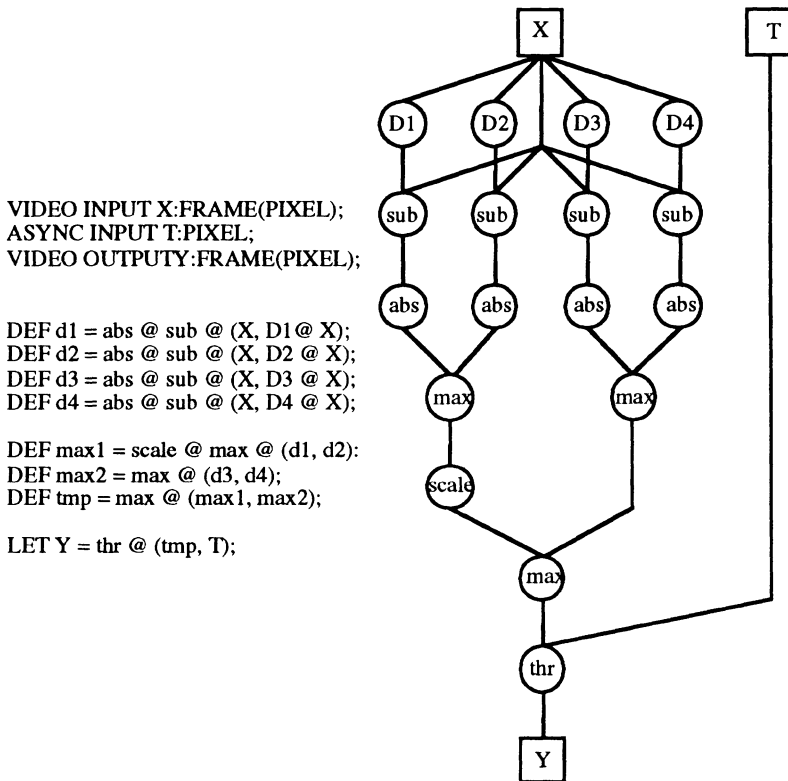 VIDEO INPUT X:FRAME(PIXEL);
ASYNC INPUT T:PIXEL;
VIDEO OUTPUTY:FRAME(PIXEL);
DEF d1 = abs @ sub @ (X, D1@ X);
DEF d2 = abs @ sub @ (X, D2 @ X);
DEF d3 = abs @ sub @ (X, D3 @ X);
DEF d4 = abs @ sub @ (X, D4 @ X);
DEF max1 = scale @ max @ (d1, d2):
DEF max2 = max @ (d3, d4);
DEF tmp = max @ (max1, max2);
LET Y = thr @ (tmp, T);
X T
D1 D2 D3 D4
sub sub sub sub
abs abs abs abs
max max
scale
max
thr
Y